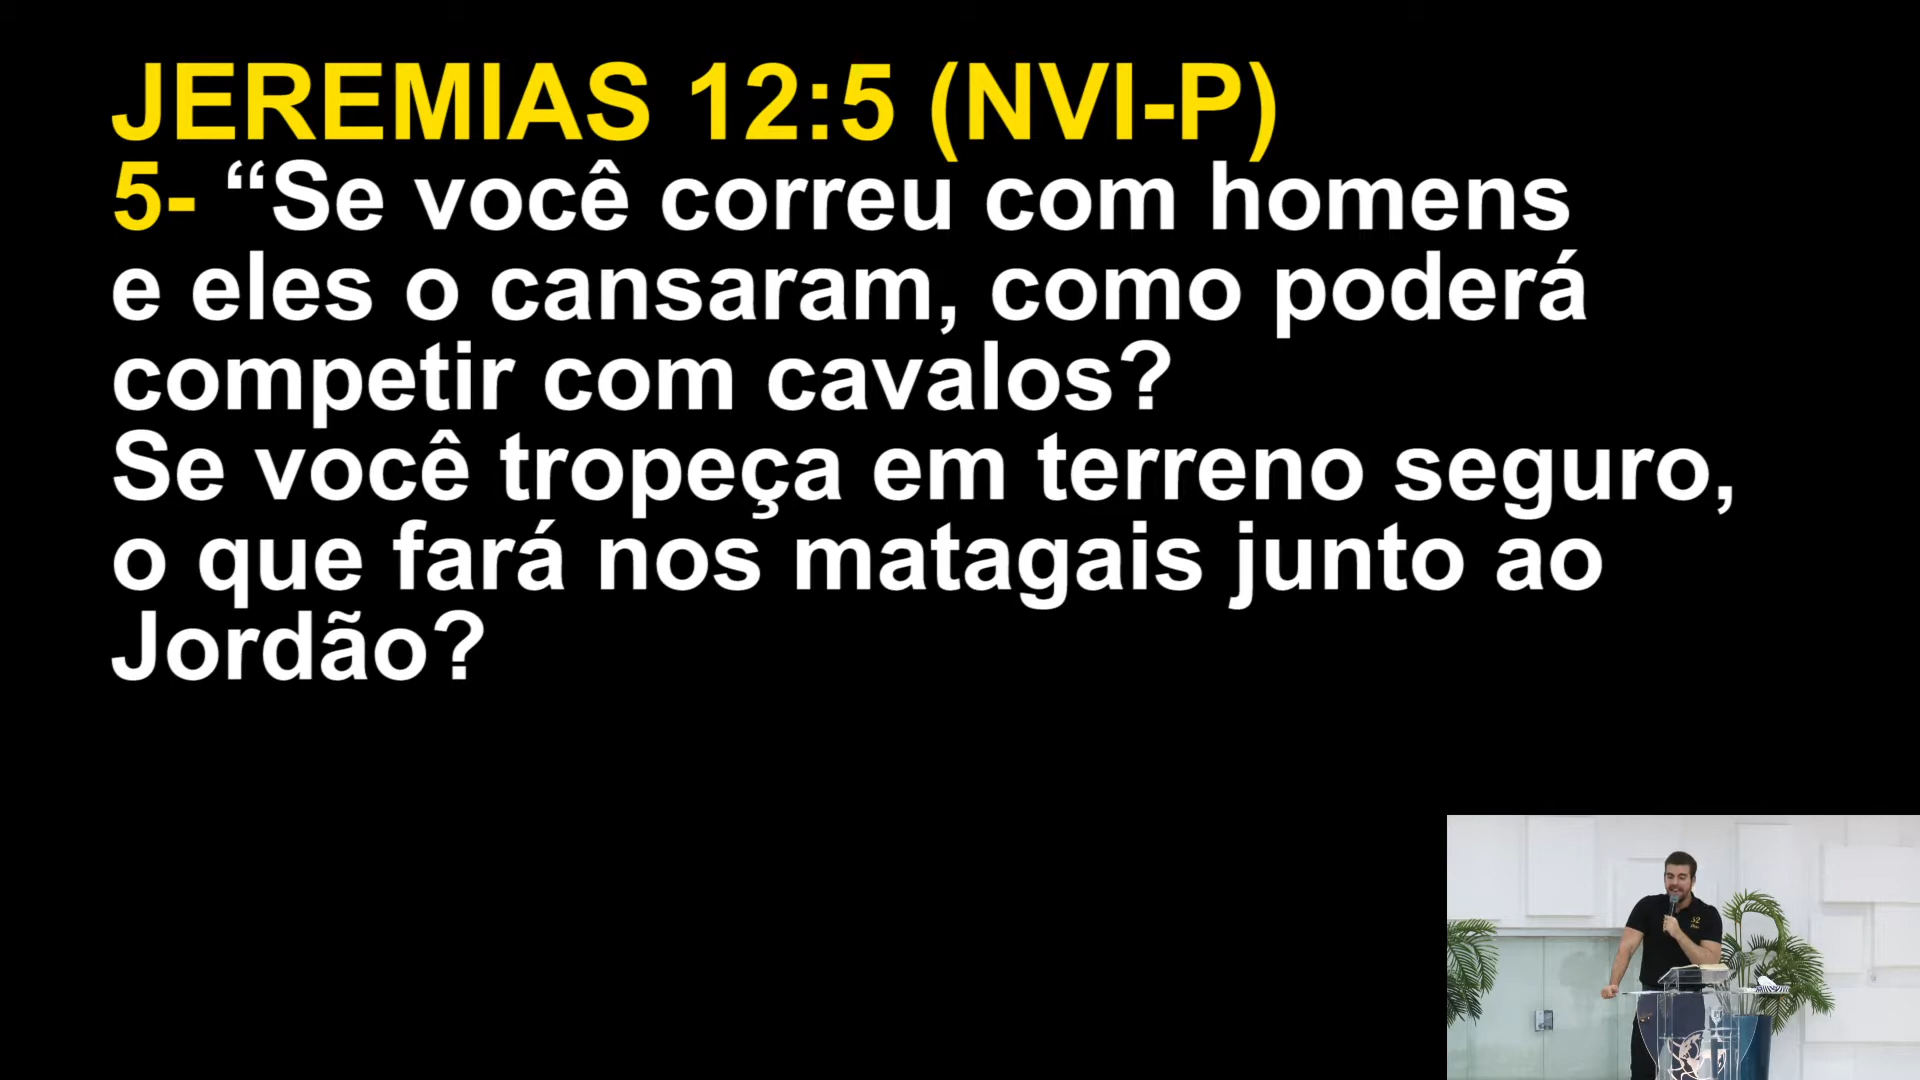 JEREMIAS 12:5 (NVI-P)
5- “Se você correu com homens
e eles o cansaram, como poderá
competir com cavalos?
Se você tropeça em terreno seguro,
o que fará nos matagais junto ao
Jordão?
52